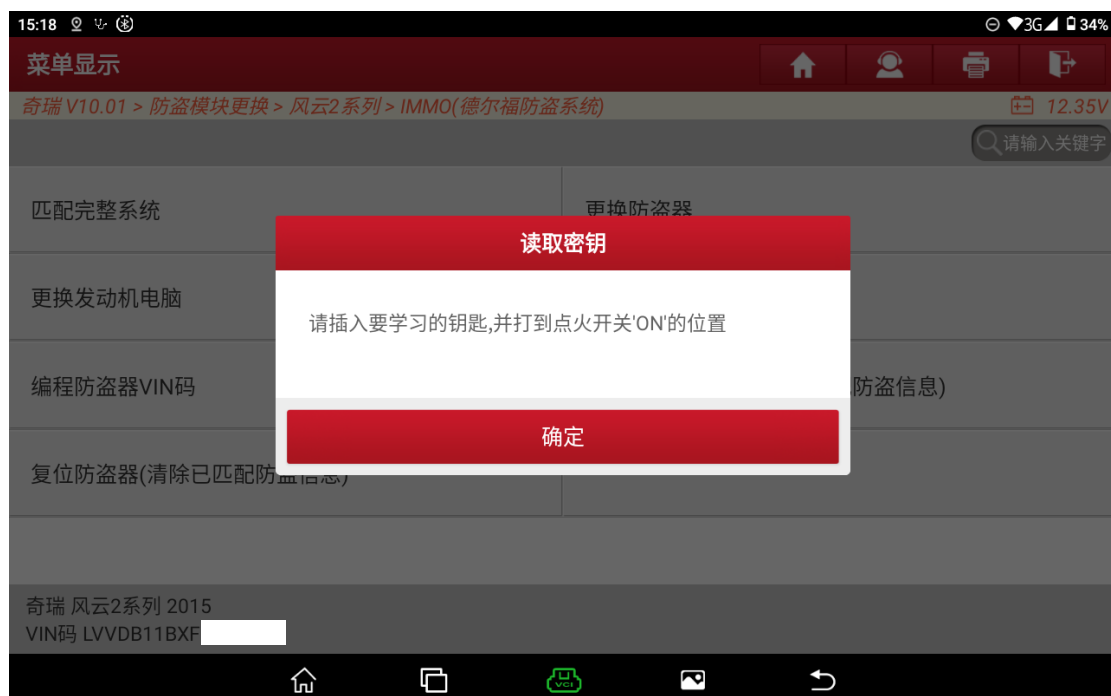 15:18
3G
34%
菜单显示
奇瑞 V10.01 > 防盗模块更换 > 风云2系列 > IMMO(德尔福防盗系统)
12.35V
请输入关键字
匹配完整系统
更换防盗器
读取密钥
更换发动机电脑
请插入要学习的钥匙,并打到点火开关'ON'的位置
编程防盗器VIN码
防盗信息)
确定
复位防盗器(清除已匹配防盗信息)
奇瑞 风云2系列 2015
VIN码 LVVDB11BXF
VCI